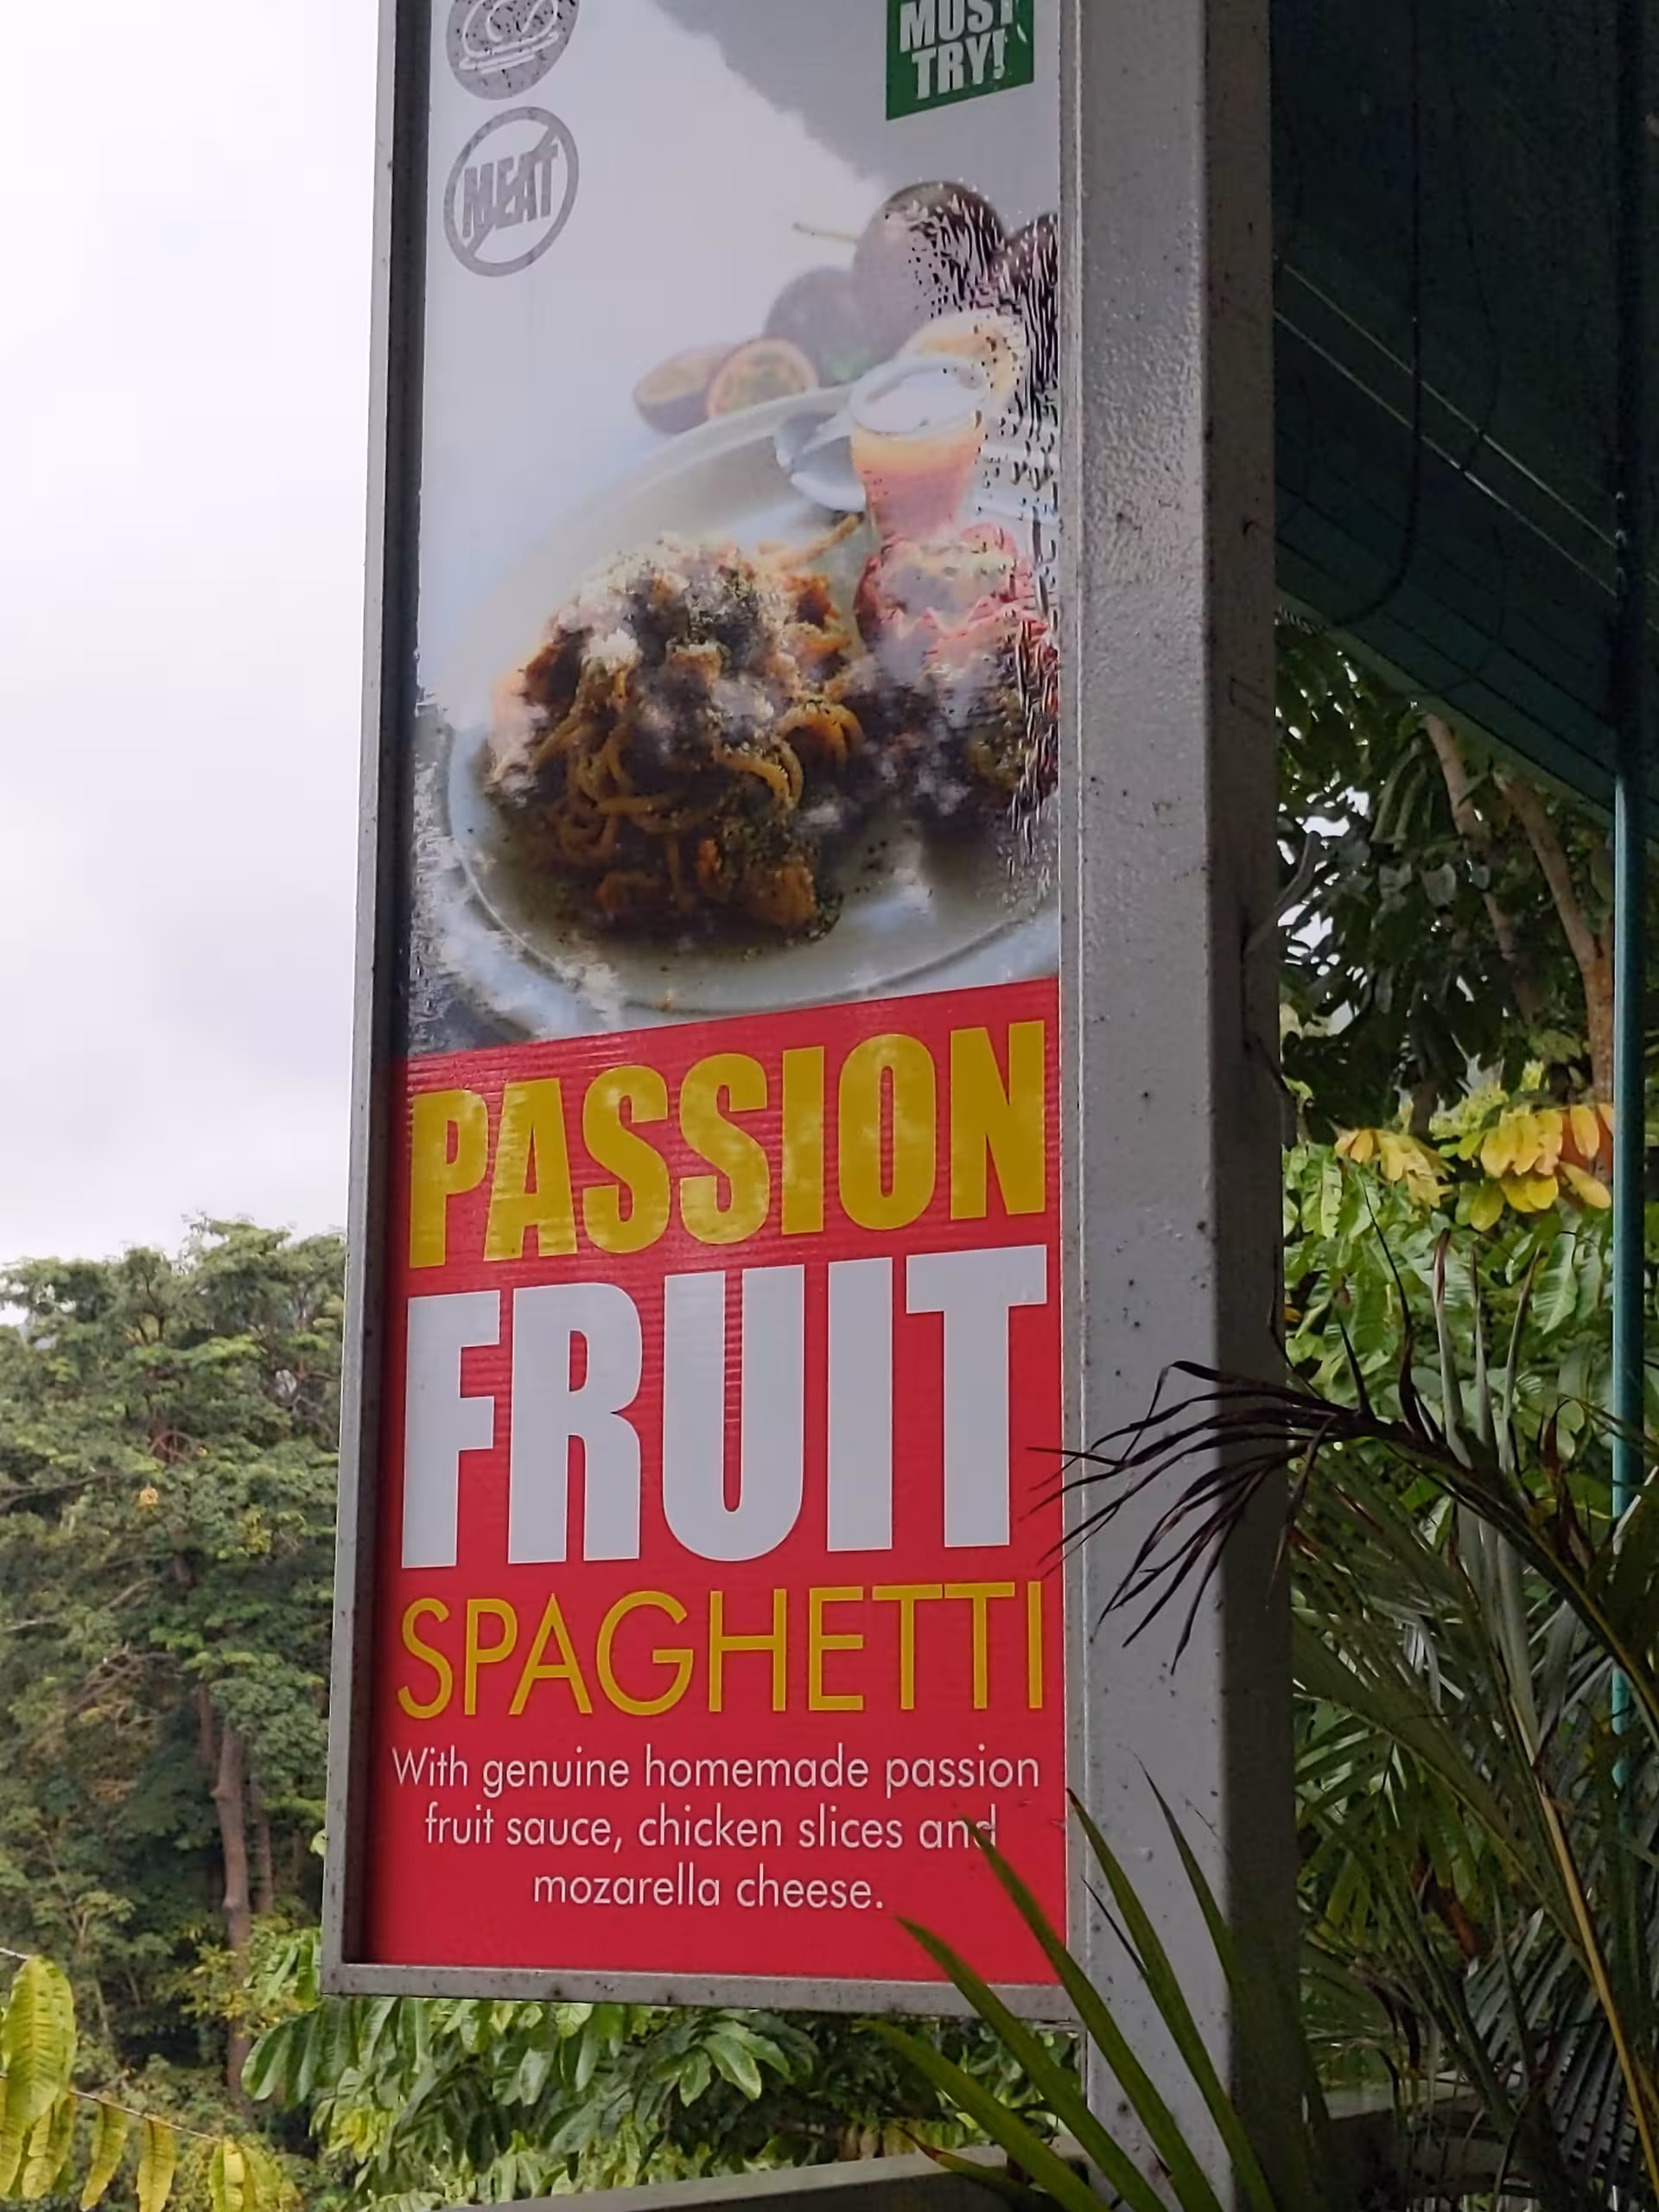 MUST
TRY!
MEAT
PASSION
FRUIT
SPAGHETTI
With genuine homemade passion
fruit sauce, chicken slices and
mozarella cheese.